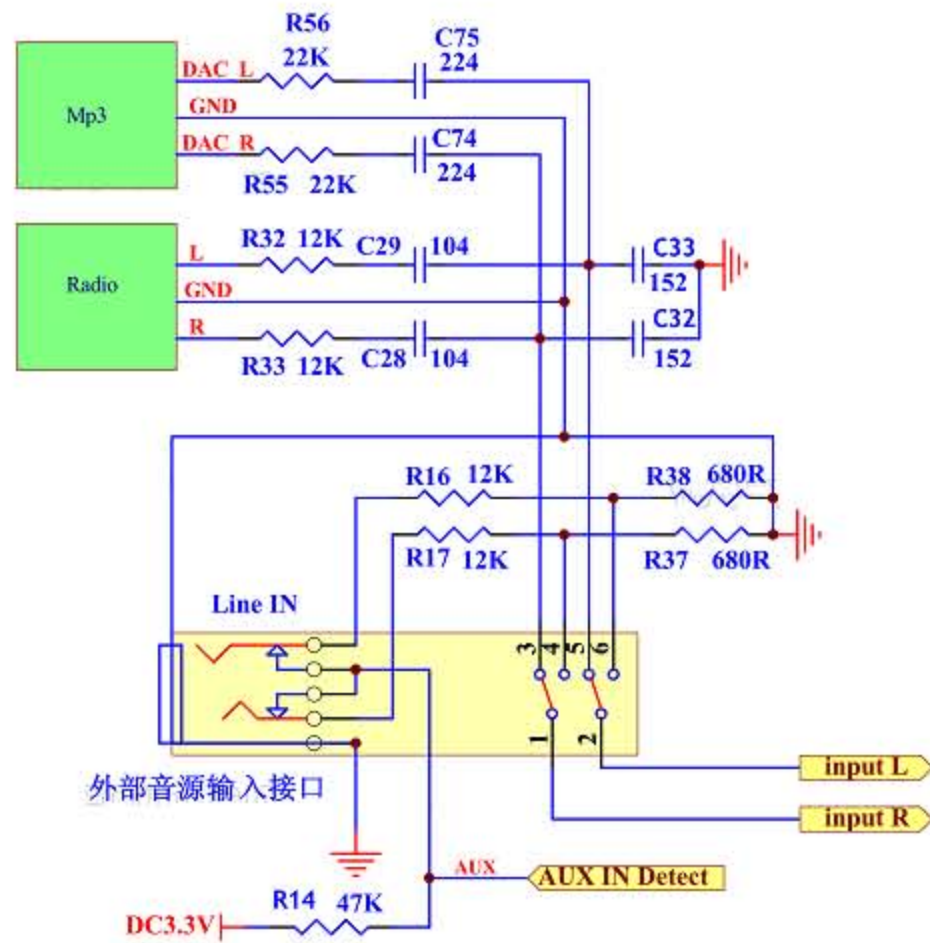 R56
22K
C75
224
DAC L
GND
Mp3
DAC R
C74
224
R55 22K
R32 12K
C29
104
C33
152
L
GND
Radio
R
C32
152
R33 12K
C28
104
R16 12K
R38 680R
R17 12K
R37 680R
Line IN
3 4 5 6
1 2
外部音源输入接口
input L
input R
AUX
AUX IN Detect
R14 47K
DC3.3V